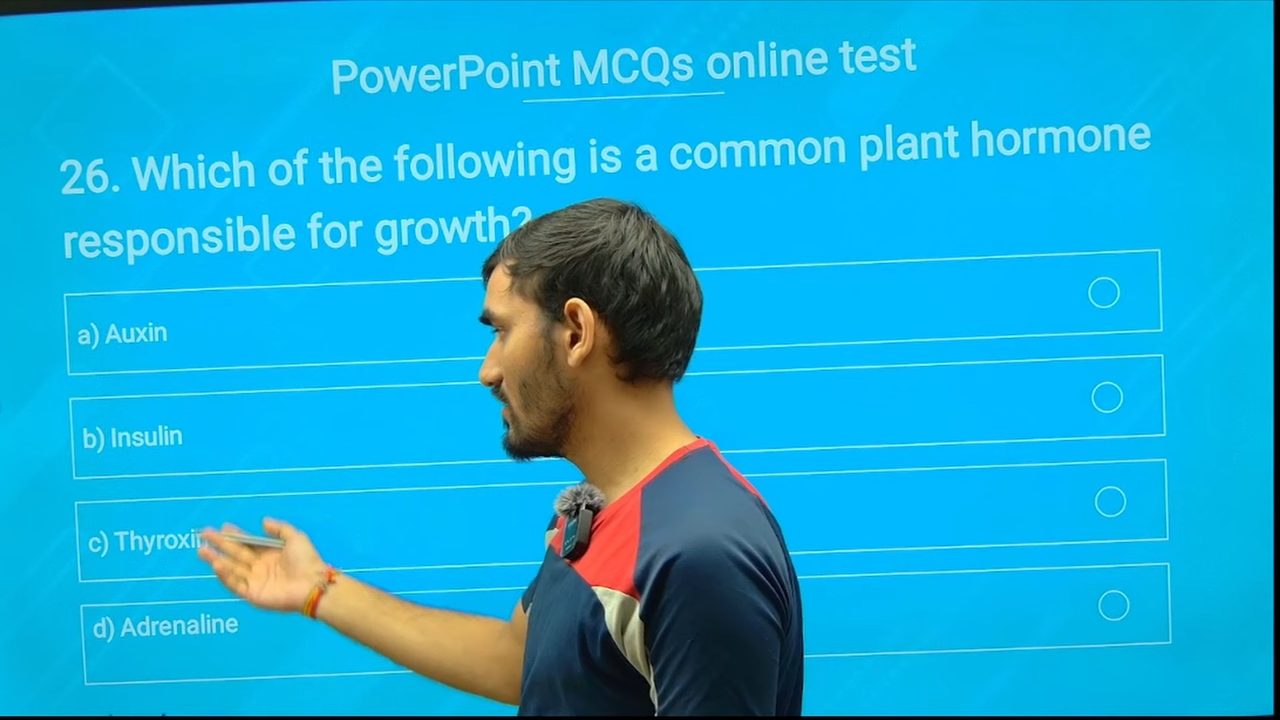 PowerPoint MCQs online test
26. Which of the following is a common plant hormone
responsible for growth?
a) Auxin
b) Insulin
c)
d) Adrenaline